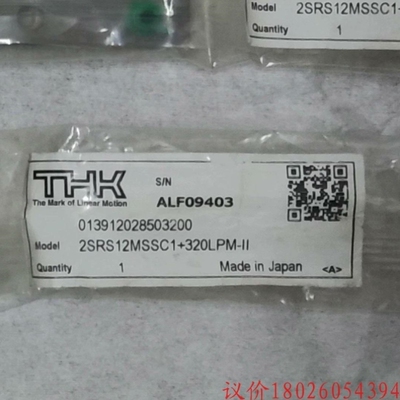 Model 2SRS12MSSC1+
Quantity 1
THK
The Mark of Linear Motion
S/N
ALF09403
013912028503200
Model 2SRS12MSSC1+320LPM-II
Quantity 1 Made in Japan <A>
议价18026054394